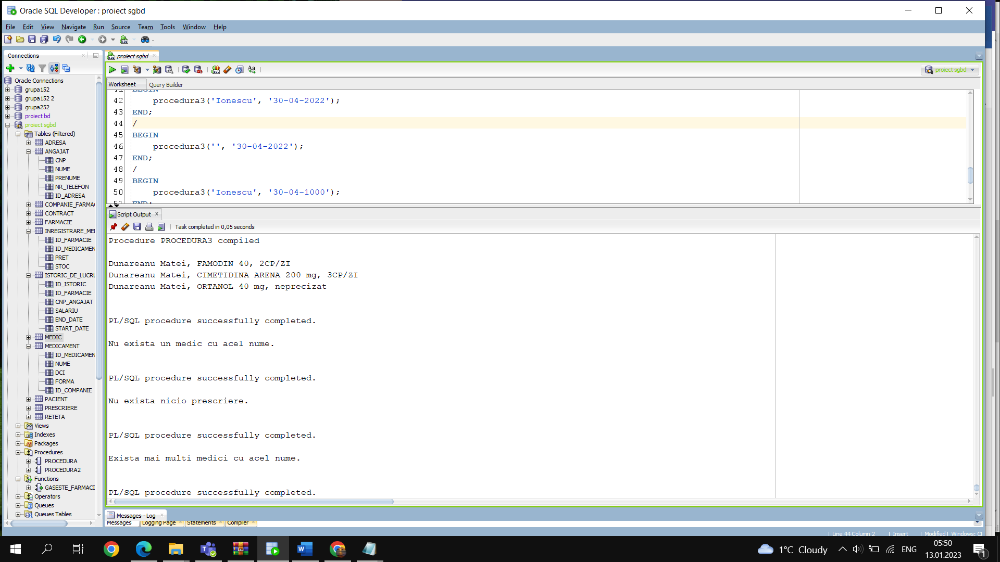 Oracle SQL Developer : proiect sgbd
File Edit View Navigate Run Source Team Tools Window Help
Connections
Oracle Connections
grupa152
grupa152 2
grupa252
proiect bd
proiect sgbd
Tables (Filtered)
ADRESA
ANGAJAT
CNP
NUME
PRENUME
NR_TELEFON
ID_ADRESA
COMPANIE_FARMA
CONTRACT
FARMACIE
INREGISTRARE_MEI
ID_FARMACIE
ID_MEDICAMEN
PRET
STOC
ISTORIC_DE_LUCRU
ID_ISTORIC
ID_FARMACIE
CNP_ANGAJAT
SALARIU
END_DATE
START_DATE
MEDIC
MEDICAMENT
ID_MEDICAMEN
NUME
DCI
FORMA
ID_COMPANIE
PACIENT
PRESCRIERE
RETETA
Views
Indexes
Packages
Procedures
PROCEDURA
PROCEDURA2
Functions
GASESTE_FARMACI
Operators
Queues
Queues Tables
proiect sgbd
proiect sgbd
Worksheet Query Builder
41 BEGIN
42 procedura3('Ionescu', '30-04-2022');
43 END;
44 /
45 BEGIN
46 procedura3('', '30-04-2022');
47 END;
48 /
49 BEGIN
50 procedura3('Ionescu', '30-04-1000');
51 END;
Script Output x
Task completed in 0,05 seconds
Procedure PROCEDURA3 compiled
Dunareanu Matei, FAMODIN 40, 2CP/ZI
Dunareanu Matei, CIMETIDINA ARENA 200 mg, 3CP/ZI
Dunareanu Matei, ORTANOL 40 mg, neprecizat
PL/SQL procedure successfully completed.
Nu exista un medic cu acel nume.
PL/SQL procedure successfully completed.
Nu exista nicio prescriere.
PL/SQL procedure successfully completed.
Exista mai multi medici cu acel nume.
PL/SQL procedure successfully completed.
Messages - Log
Messages Logging Page Statements Compiler
Line 44 Column 2 Insert Modified Windows: CF
1°C Cloudy ENG
05:50
13.01.2023
1